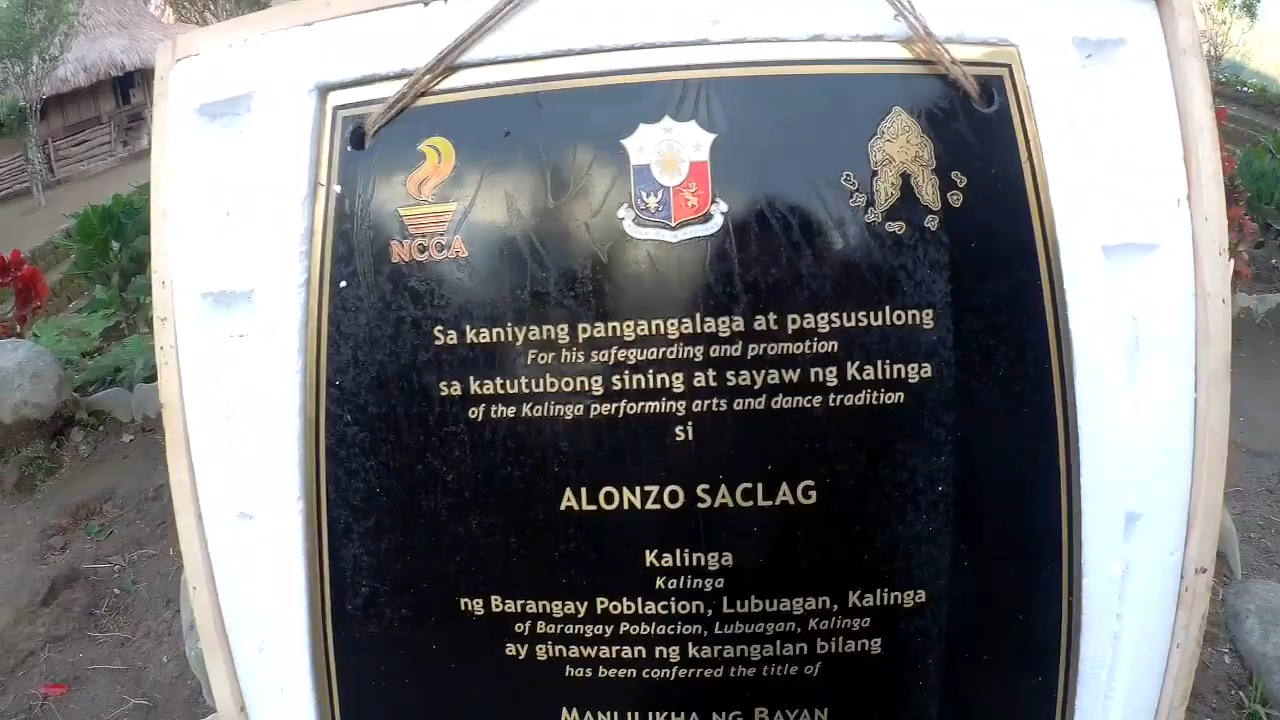 NCCA
Sa kaniyang pangangalaga at pagsusulong
For his safeguarding and promotion
sa katutubong sining at sayaw ng Kalinga
of the Kalinga performing arts and dance tradition
si
ALONZO SACLAG
Kalinga
Kalinga
ng Barangay Poblacion, Lubuagan, Kalinga
of Barangay Poblacion, Lubuagan, Kalinga
ay ginawaran ng karangalan bilang
has been conferred the title of
MANLILIKHA NG BAYAN